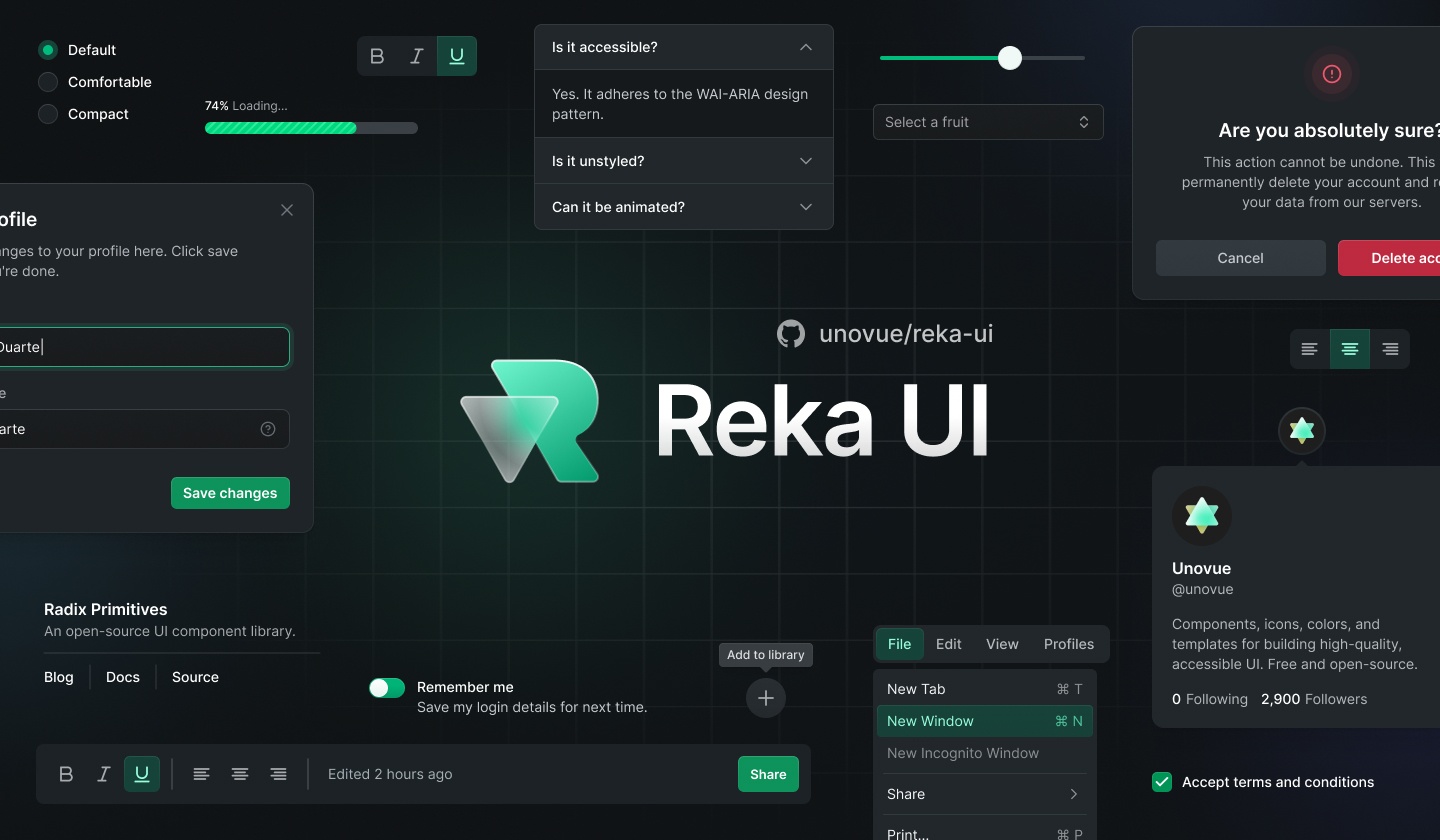 Default
Comfortable
Compact
B I U
74% Loading...
Is it accessible?
Yes. It adheres to the WAI-ARIA design
pattern.
Is it unstyled?
Can it be animated?
Select a fruit
Are you absolutely sure?
This action cannot be undone. This
permanently delete your account and re
your data from our servers.
Cancel
Delete acc
ofile
nges to your profile here. Click save
u're done.
Duarte
e
arte
Save changes
unovue/reka-ui
Reka UI
Unovue
@unovue
Components, icons, colors, and
templates for building high-quality,
accessible UI. Free and open-source.
0 Following 2,900 Followers
Radix Primitives
An open-source UI component library.
Blog Docs Source
Remember me
Save my login details for next time.
Add to library
File Edit View Profiles
New Tab ⌘ T
New Window ⌘ N
New Incognito Window
Share
Print... ⌘ P
B I U
Edited 2 hours ago
Share
Accept terms and conditions